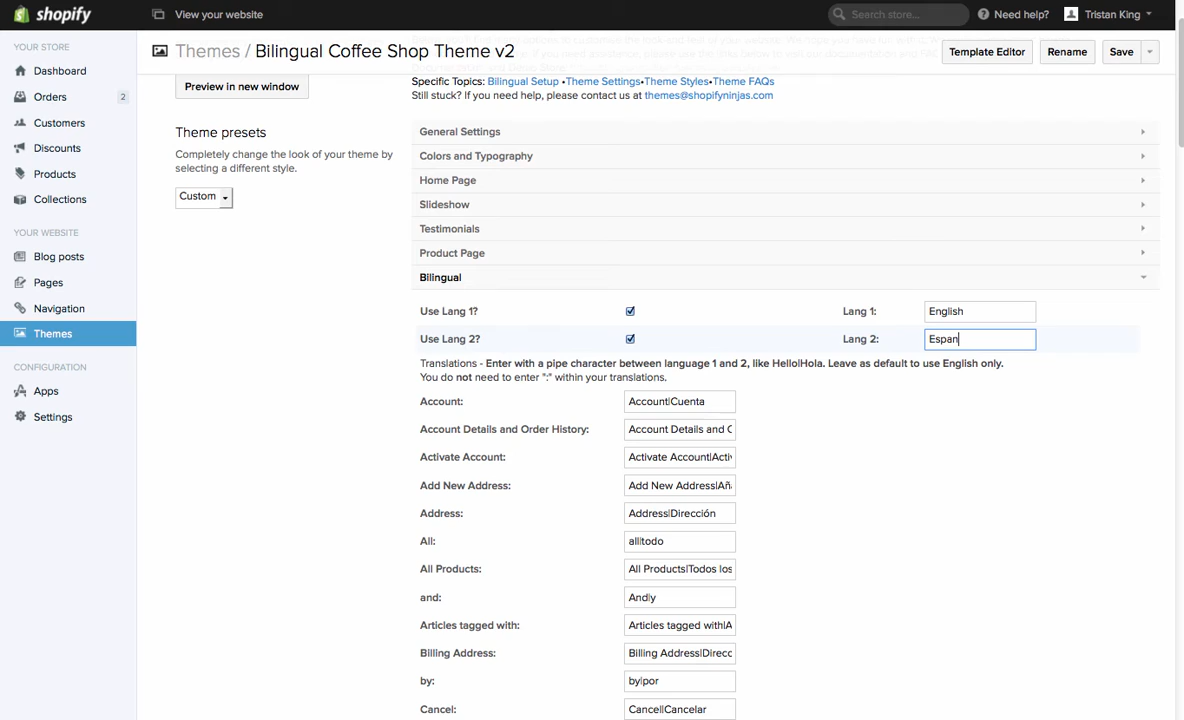 shopify
View your website
Search store...
Need help?
Tristan King
YOUR STORE
Dashboard
Orders
2
Customers
Discounts
Products
Collections
YOUR WEBSITE
Blog posts
Pages
Navigation
Themes
CONFIGURATION
Apps
Settings
Themes / Bilingual Coffee Shop Theme v2
Template Editor
Rename
Save
Preview in new window
Theme presets
Completely change the look of your theme by
selecting a different style.
Custom
Specific Topics: Bilingual Setup •Theme Settings•Theme Styles•Theme FAQs
Still stuck? If you need help, please contact us at themes@shopifyninjas.com
General Settings
Colors and Typography
Home Page
Slideshow
Testimonials
Product Page
Bilingual
Use Lang 1? Lang 1: English
Use Lang 2? Lang 2: Espan
Translations - Enter with a pipe character between language 1 and 2, like Hello|Hola. Leave as default to use English only.
You do not need to enter ":" within your translations.
Account: Account|Cuenta
Account Details and Order History: Account Details and C
Activate Account: Activate Account|Activ
Add New Address: Add New Address|Aña
Address: Address|Dirección
All: all|todo
All Products: All Products|Todos los
and: And|y
Articles tagged with: Articles tagged with|A
Billing Address: Billing Address|Direcc
by: by|por
Cancel: Cancel|Cancelar